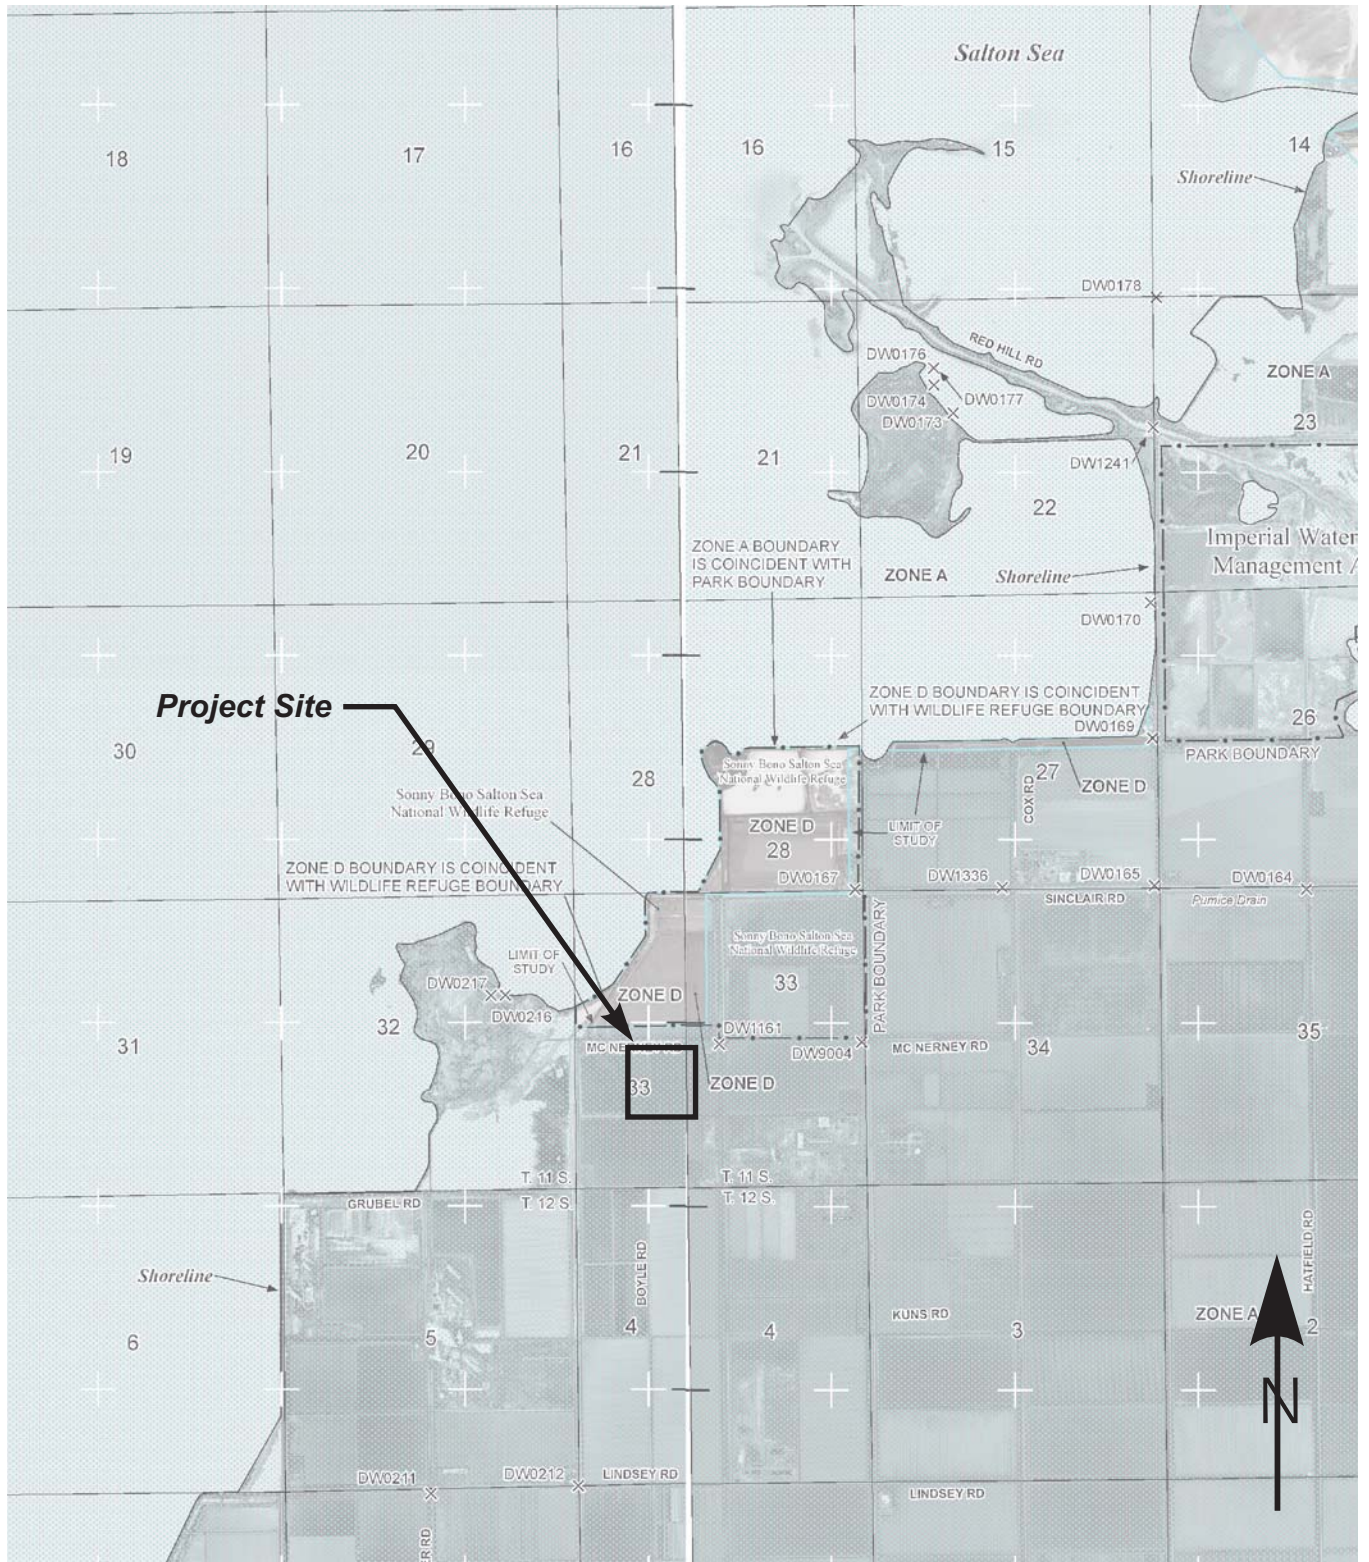 Salton Sea
18
17
16
16
15
14
Shoreline
DW0178
RED HILL RD
DW0176
DW0174
DW0177
DW0173
ZONE A
23
19
20
21
21
DW1241
22
Imperial Water
Management A
ZONE A BOUNDARY
IS COINCIDENT WITH
PARK BOUNDARY
ZONE A
Shoreline
DW0170
Project Site
ZONE D BOUNDARY IS COINCIDENT
WITH WILDLIFE REFUGE BOUNDARY
DW0169
26
PARK BOUNDARY
30
29
28
Sonny Bono Salton Sea
National Wildlife Refuge
27
COX RD
ZONE D
Sonny Bono Salton Sea
National Wildlife Refuge
ZONE D
28
LIMIT OF
STUDY
ZONE D BOUNDARY IS COINCIDENT
WITH WILDLIFE REFUGE BOUNDARY
DW0167
DW1336
DW0165
DW0164
SINCLAIR RD
Pumice Drain
Sonny Bono Salton Sea
National Wildlife Refuge
PARK BOUNDARY
LIMIT OF
STUDY
DW0217
DW0216
ZONE D
33
31
32
DW1161
MC NERNEY RD
DW9004
MC NERNEY RD
34
35
33
ZONE D
T. 11 S.
T. 12 S.
T. 11 S.
T. 12 S.
GRUBEL RD
Shoreline
BOYLE RD
HATFIELD RD
KUNS RD
ZONE A
6
5
4
4
3
2
N
DW0211
DW0212
LINDSEY RD
LINDSEY RD
ER RD